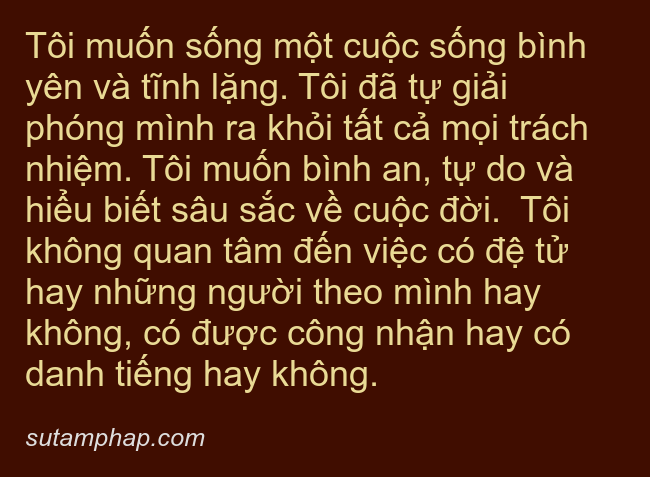 Tôi muốn sống một cuộc sống bình
yên và tĩnh lặng. Tôi đã tự giải
phóng mình ra khỏi tất cả mọi trách
nhiệm. Tôi muốn bình an, tự do và
hiểu biết sâu sắc về cuộc đời.  Tôi
không quan tâm đến việc có đệ tử
hay những người theo mình hay
không, có được công nhận hay có
danh tiếng hay không.
sutamphap.com